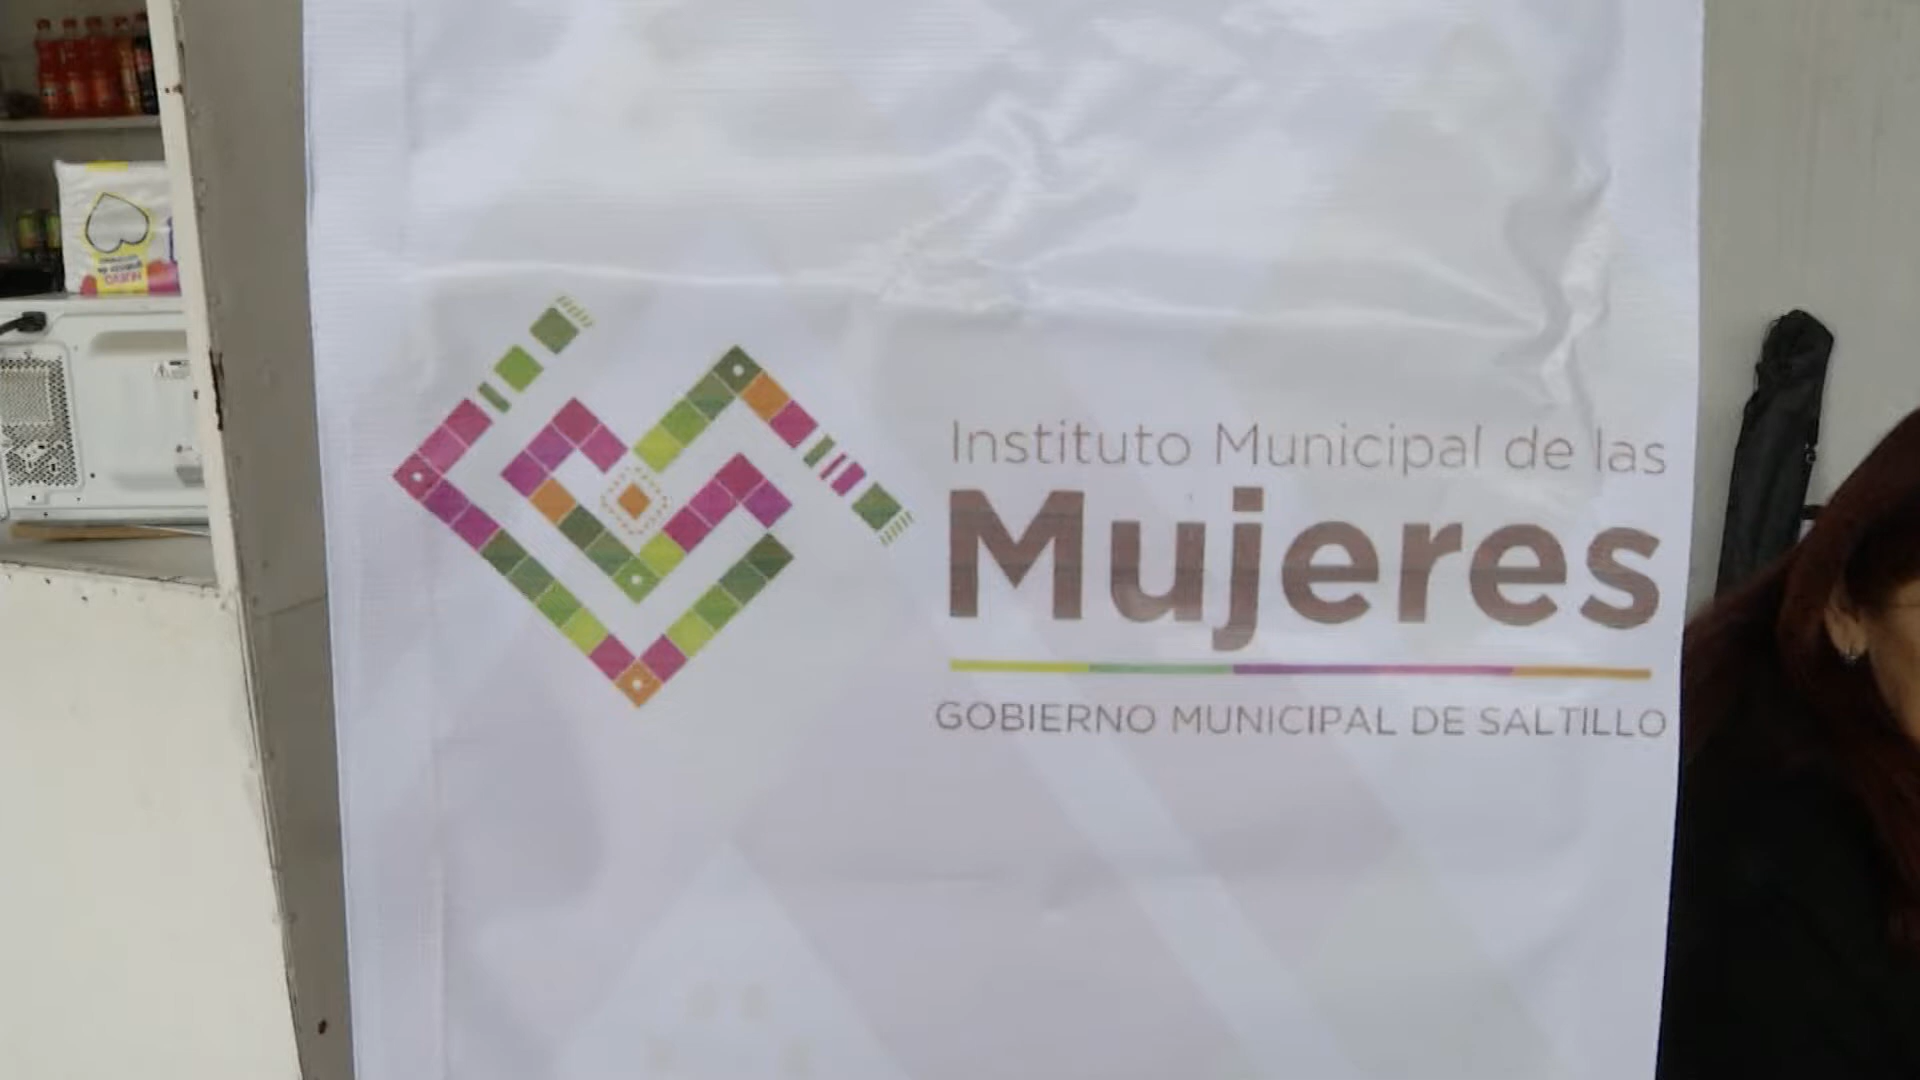 Instituto Municipal de las
Mujeres
GOBIERNO MUNICIPAL DE SALTILLO